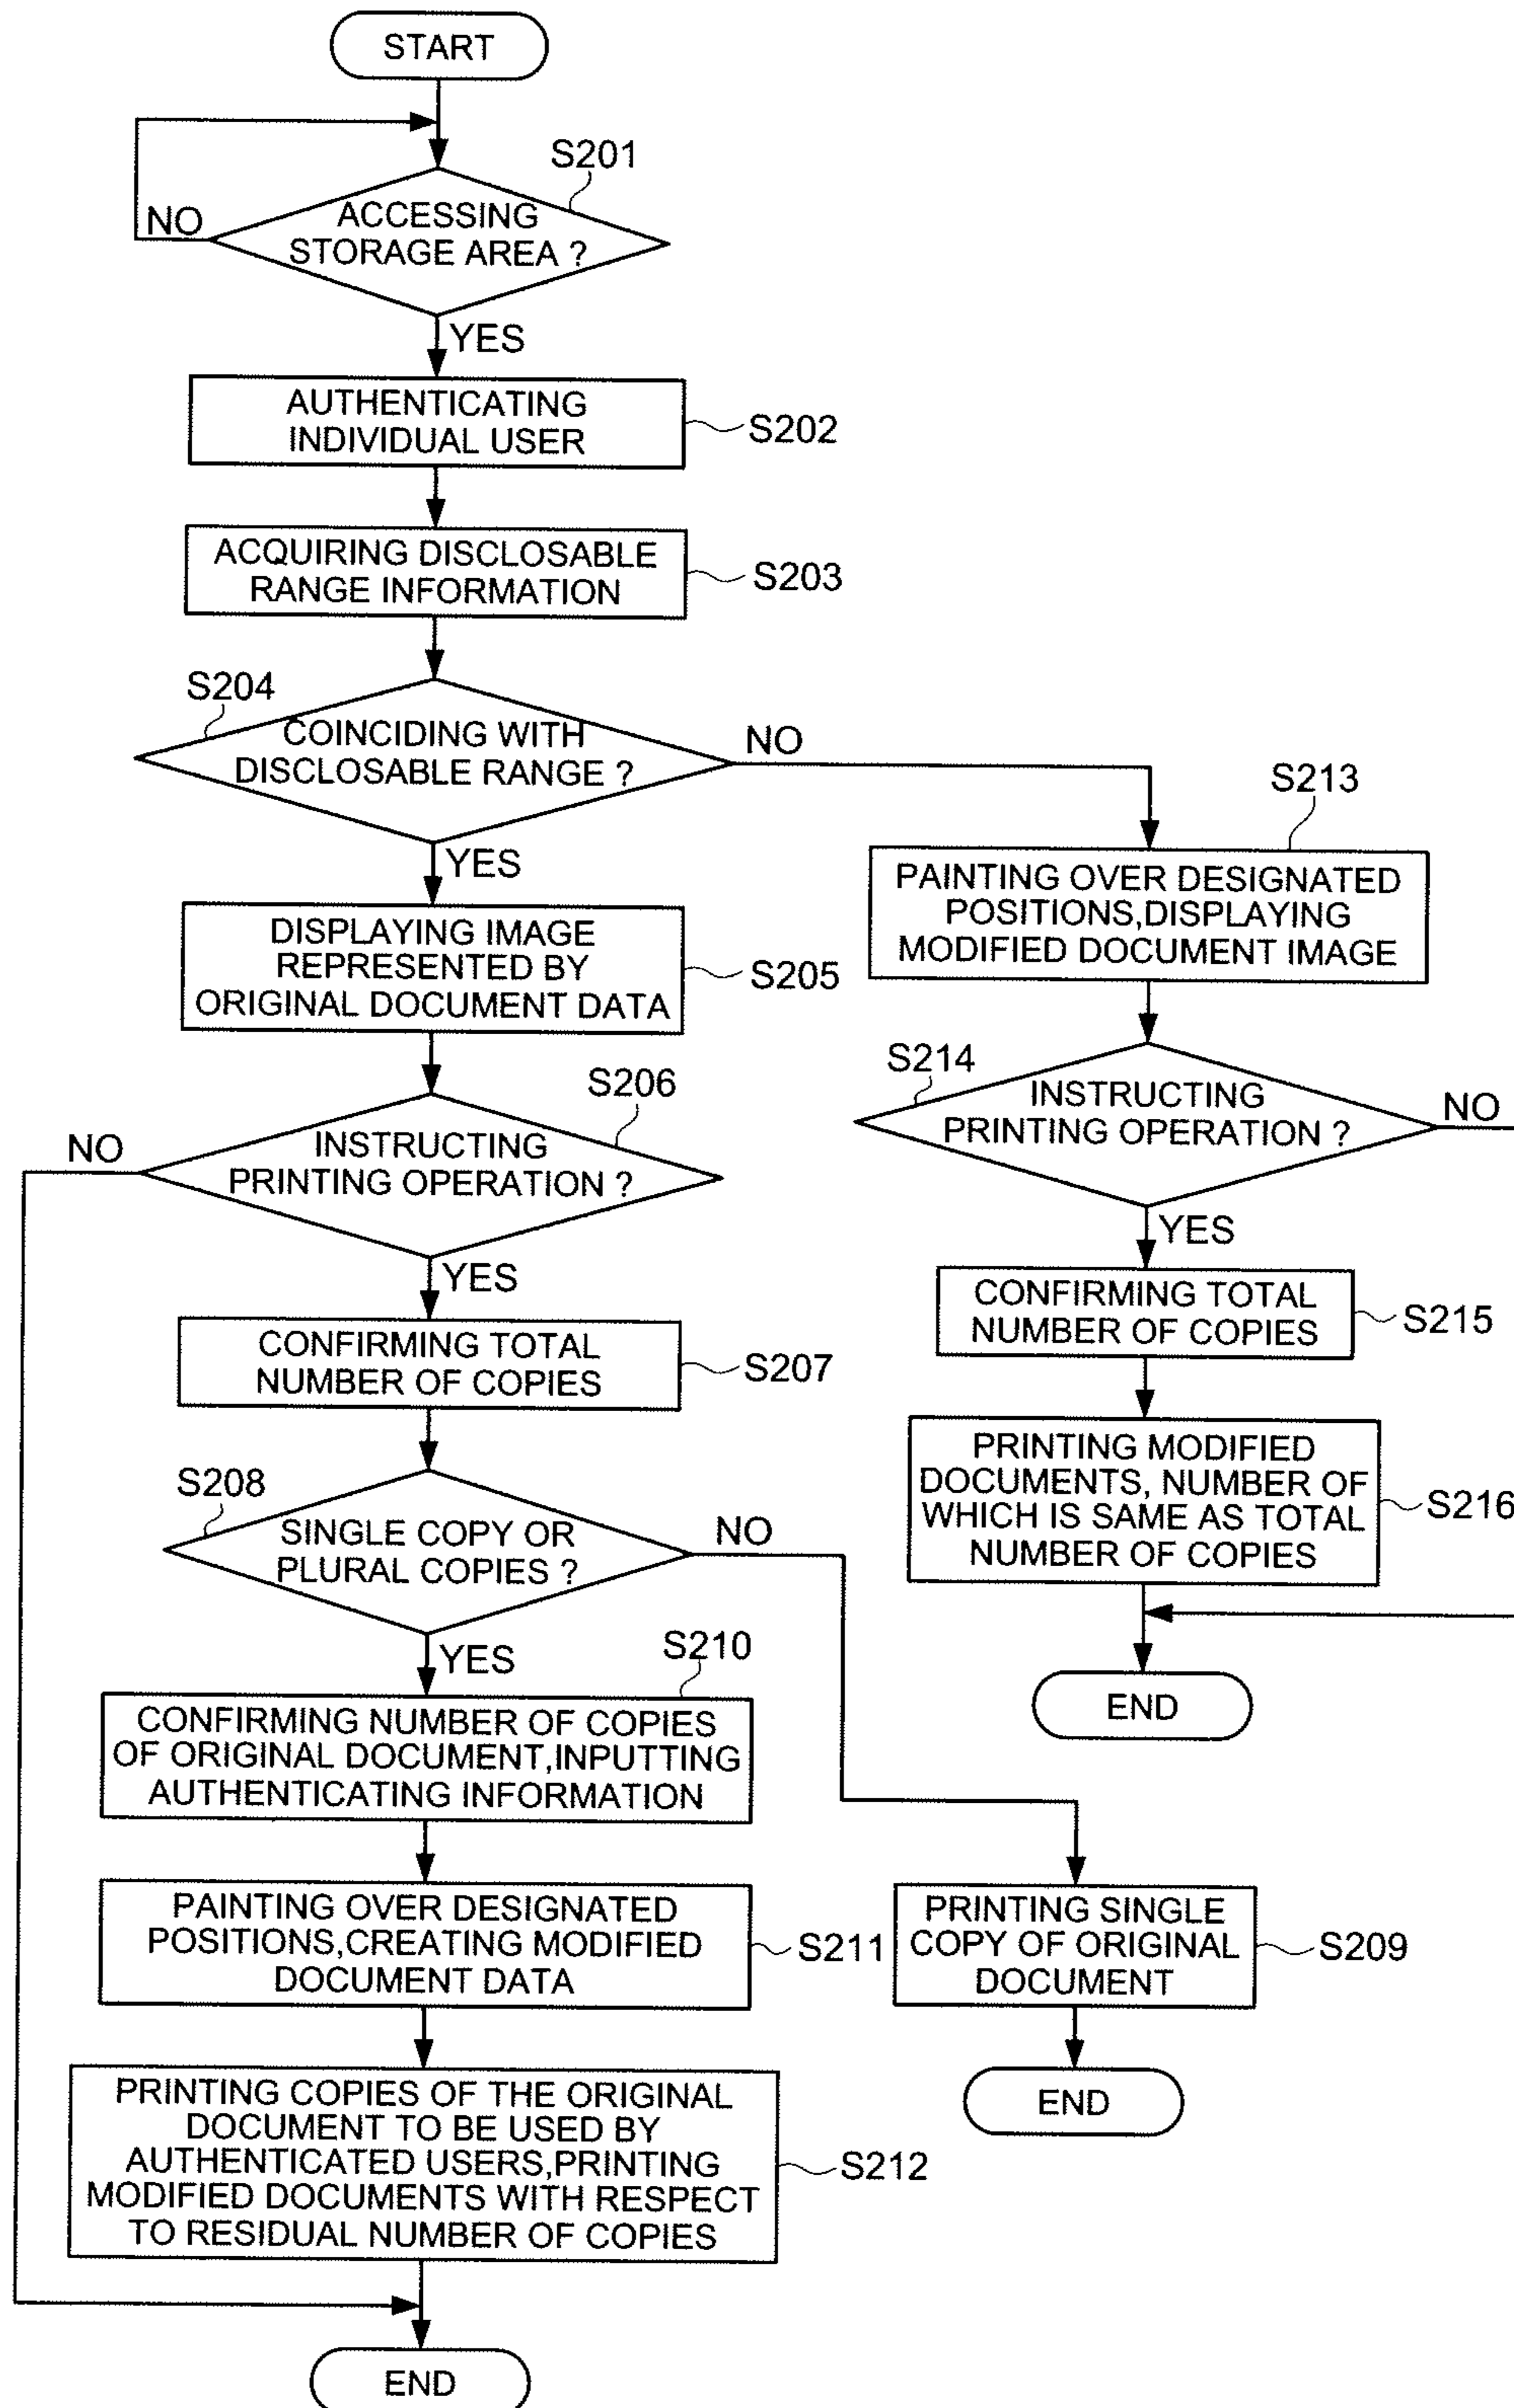 START
S201
NO
ACCESSING
STORAGE AREA ?
YES
AUTHENTICATING
INDIVIDUAL USER
S202
ACQUIRING DISCLOSABLE
RANGE INFORMATION
S203
S204
COINCIDING WITH
DISCLOSABLE RANGE ?
NO
YES
DISPLAYING IMAGE
REPRESENTED BY
ORIGINAL DOCUMENT DATA
S205
S206
NO
INSTRUCTING
PRINTING OPERATION ?
YES
CONFIRMING TOTAL
NUMBER OF COPIES
S207
S208
SINGLE COPY OR
PLURAL COPIES ?
NO
YES
S210
CONFIRMING NUMBER OF COPIES
OF ORIGINAL DOCUMENT,INPUTTING
AUTHENTICATING INFORMATION
PAINTING OVER DESIGNATED
POSITIONS,CREATING MODIFIED
DOCUMENT DATA
S211
PRINTING COPIES OF THE ORIGINAL
DOCUMENT TO BE USED BY
AUTHENTICATED USERS,PRINTING
MODIFIED DOCUMENTS WITH RESPECT
TO RESIDUAL NUMBER OF COPIES
S212
END
S213
PAINTING OVER DESIGNATED
POSITIONS,DISPLAYING
MODIFIED DOCUMENT IMAGE
S214
INSTRUCTING
PRINTING OPERATION ?
NO
YES
CONFIRMING TOTAL
NUMBER OF COPIES
S215
PRINTING MODIFIED
DOCUMENTS, NUMBER OF
WHICH IS SAME AS TOTAL
NUMBER OF COPIES
S216
END
PRINTING SINGLE
COPY OF ORIGINAL
DOCUMENT
S209
END